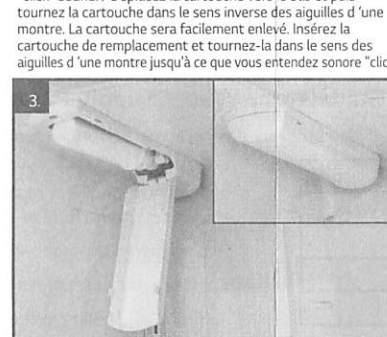 tournez la cartouche dans le sens inverse des aiguilles d 'une
montre. La cartouche sera facilement enlevé. Insérez la
cartouche de remplacement et tournez-la dans le sens des
aiguilles d 'une montre jusqu'à ce que vous entendez sonore "clic
3.